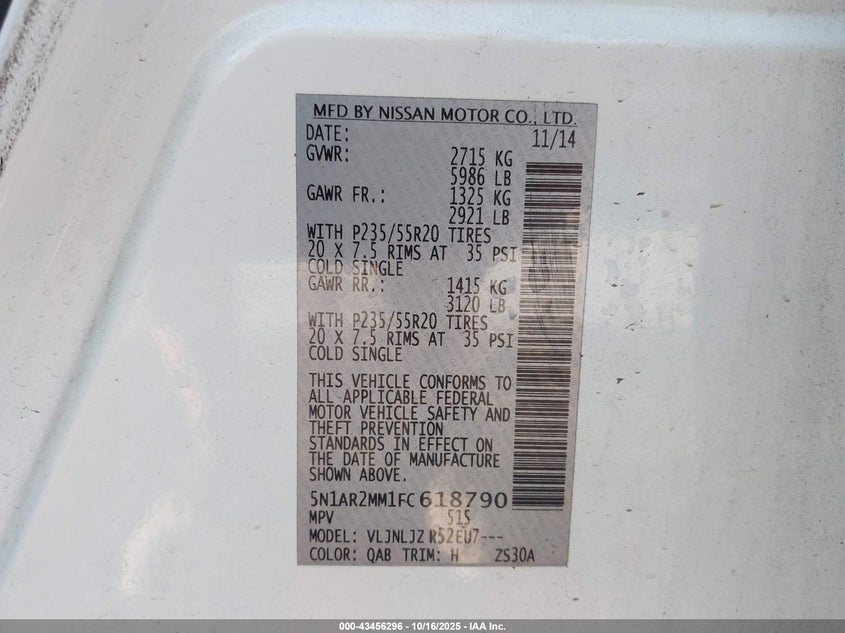 MFD BY NISSAN MOTOR CO., LTD.
DATE: 11/14
GVWR: 2715 KG
5986 LB
GAWR FR.: 1325 KG
2921 LB
WITH P235/55R20 TIRES
20 X 7.5 RIMS AT 35 PSI
COLD SINGLE
GAWR RR.: 1415 KG
3120 LB
WITH P235/55R20 TIRES
20 X 7.5 RIMS AT 35 PSI
COLD SINGLE
THIS VEHICLE CONFORMS TO
ALL APPLICABLE FEDERAL
MOTOR VEHICLE SAFETY AND
THEFT PREVENTION
STANDARDS IN EFFECT ON
THE DATE OF MANUFACTURE
SHOWN ABOVE.
5N1AR2MM1FC618790
MPV 515
MODEL: VLJNLJZ R52EU7---
COLOR: QAB TRIM: H ZS30A
000-43456296 - 10/16/2025 - IAA Inc.